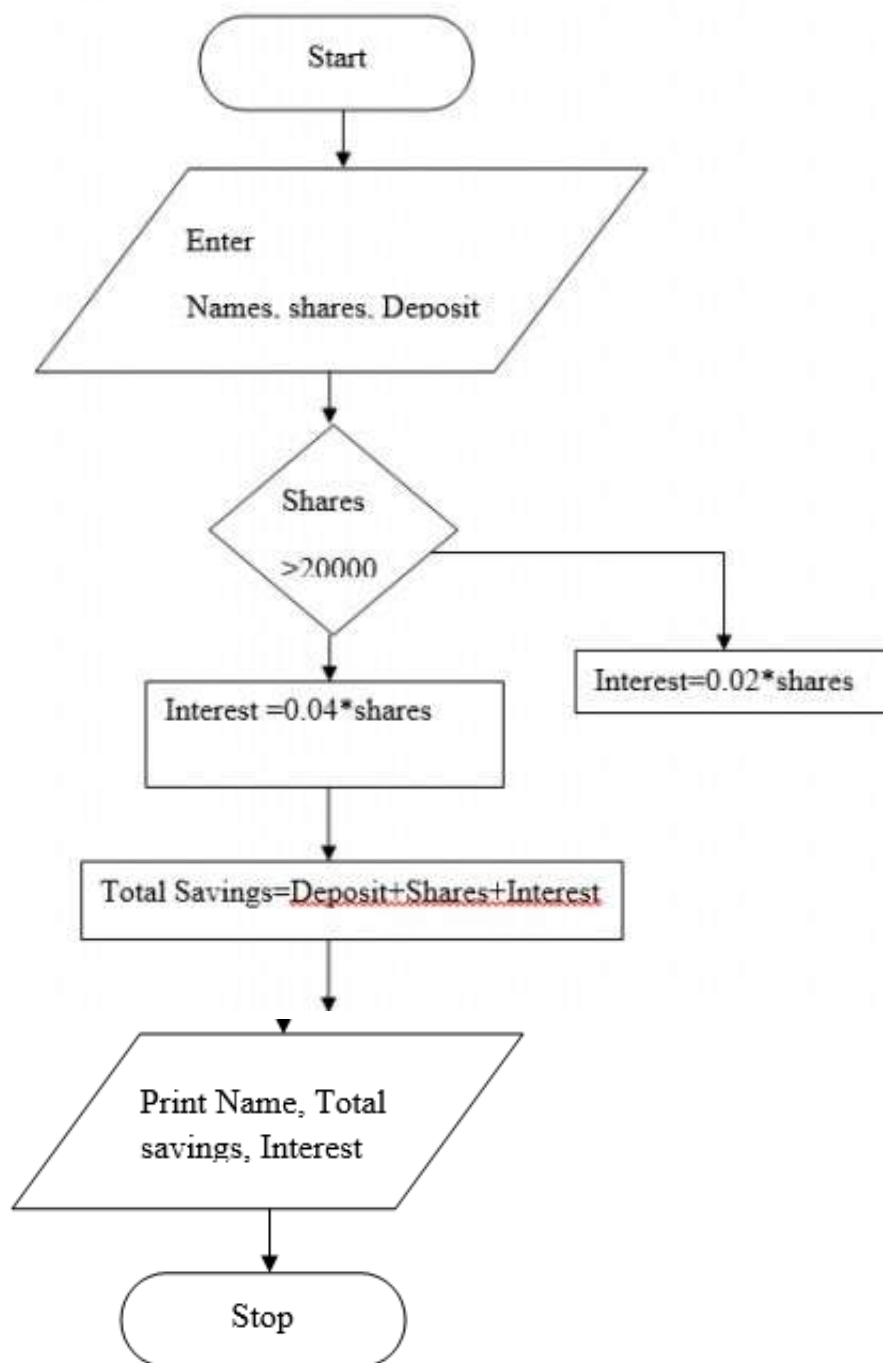 Start
Enter
Names, shares, Deposit
Shares
>20000
Interest =0.04*shares
Interest=0.02*shares
Total Savings=Deposit+Shares+Interest
Print Name, Total
savings, Interest
Stop